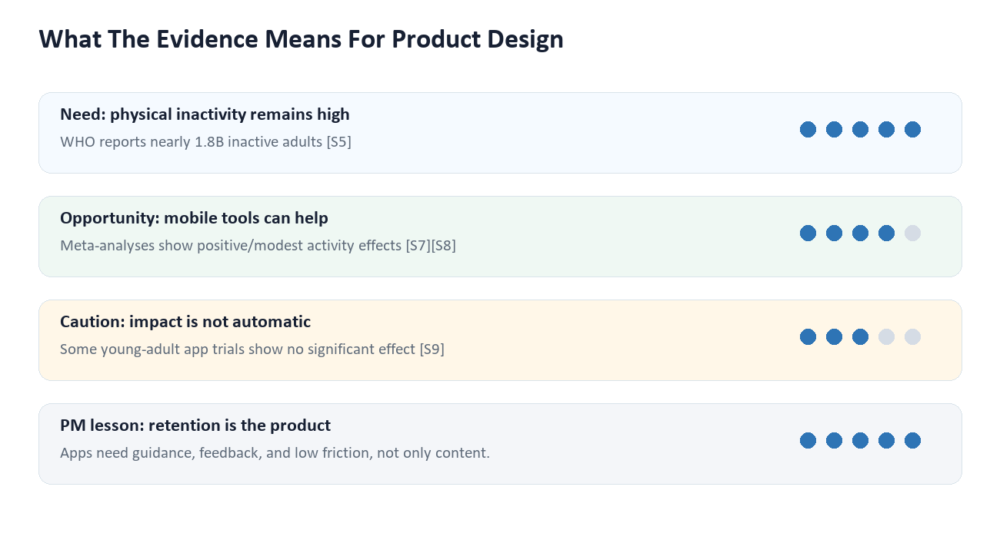 What The Evidence Means For Product Design
Need: physical inactivity remains high
WHO reports nearly 1.8B inactive adults [S5]
Opportunity: mobile tools can help
Meta-analyses show positive/modest activity effects [S7][S8]
Caution: impact is not automatic
Some young-adult app trials show no significant effect [S9]
PM lesson: retention is the product
Apps need guidance, feedback, and low friction, not only content.